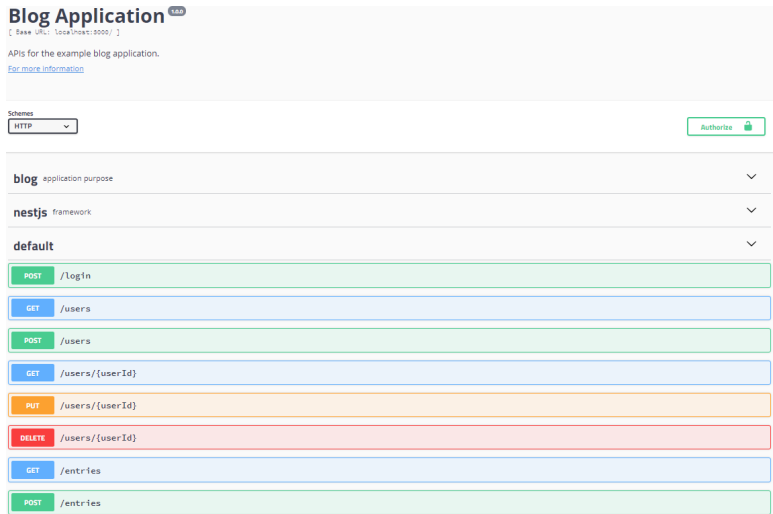 Blog Application 1.0.0
[ Base URL: localhost:3000/ ]
APIs for the example blog application.
For more information
Schemes
HTTP
Authorize
blog application purpose
nestjs framework
default
POST /login
GET /users
POST /users
GET /users/{userId}
PUT /users/{userId}
DELETE /users/{userId}
GET /entries
POST /entries